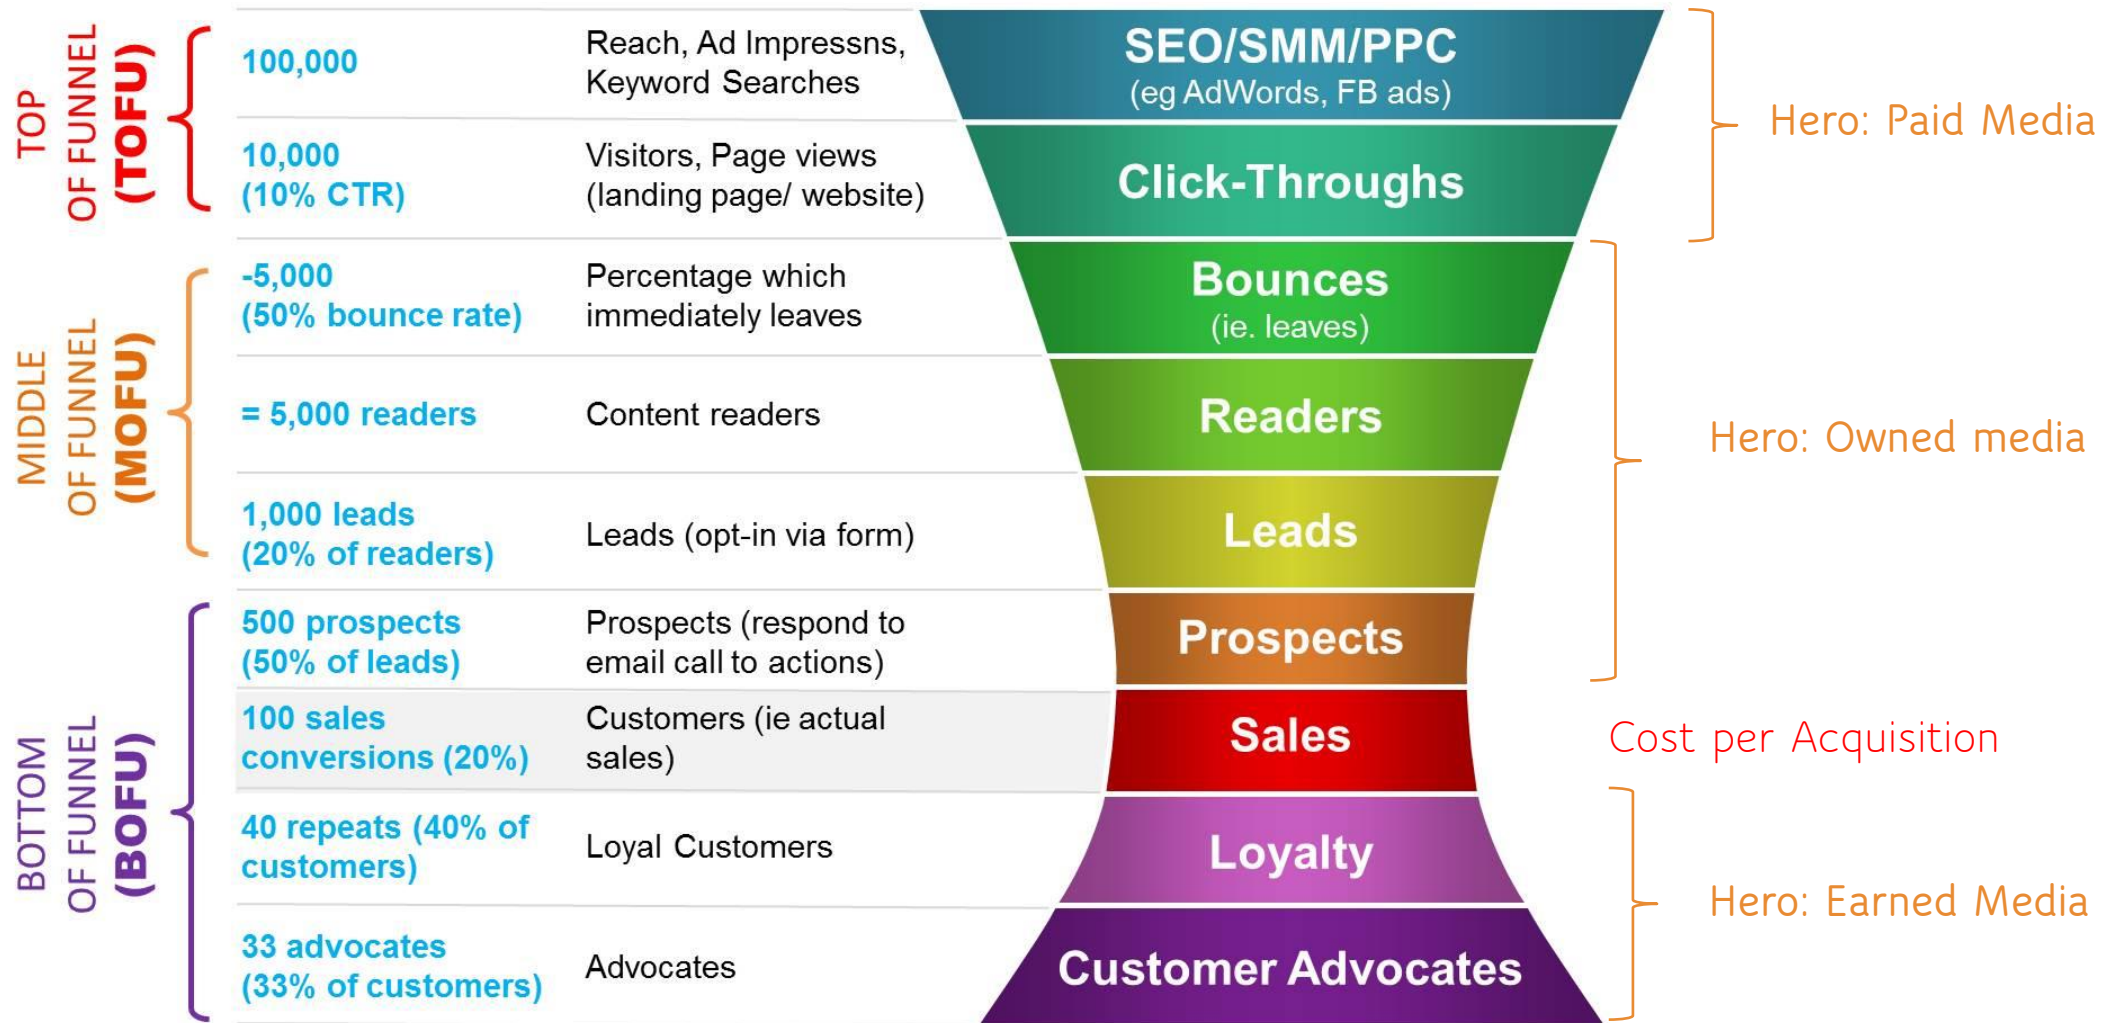 TOP
OF FUNNEL
(TOFU)
100,000
Reach, Ad Impressns,
Keyword Searches
SEO/SMM/PPC
(eg AdWords, FB ads)
10,000
(10% CTR)
Visitors, Page views
(landing page/ website)
Click-Throughs
Hero: Paid Media
MIDDLE
OF FUNNEL
(MOFU)
-5,000
(50% bounce rate)
Percentage which
immediately leaves
Bounces
(ie. leaves)
= 5,000 readers
Content readers
Readers
1,000 leads
(20% of readers)
Leads (opt-in via form)
Leads
Hero: Owned media
BOTTOM
OF FUNNEL
(BOFU)
500 prospects
(50% of leads)
Prospects (respond to
email call to actions)
Prospects
100 sales
conversions (20%)
Customers (ie actual
sales)
Sales
Cost per Acquisition
40 repeats (40% of
customers)
Loyal Customers
Loyalty
33 advocates
(33% of customers)
Advocates
Customer Advocates
Hero: Earned Media